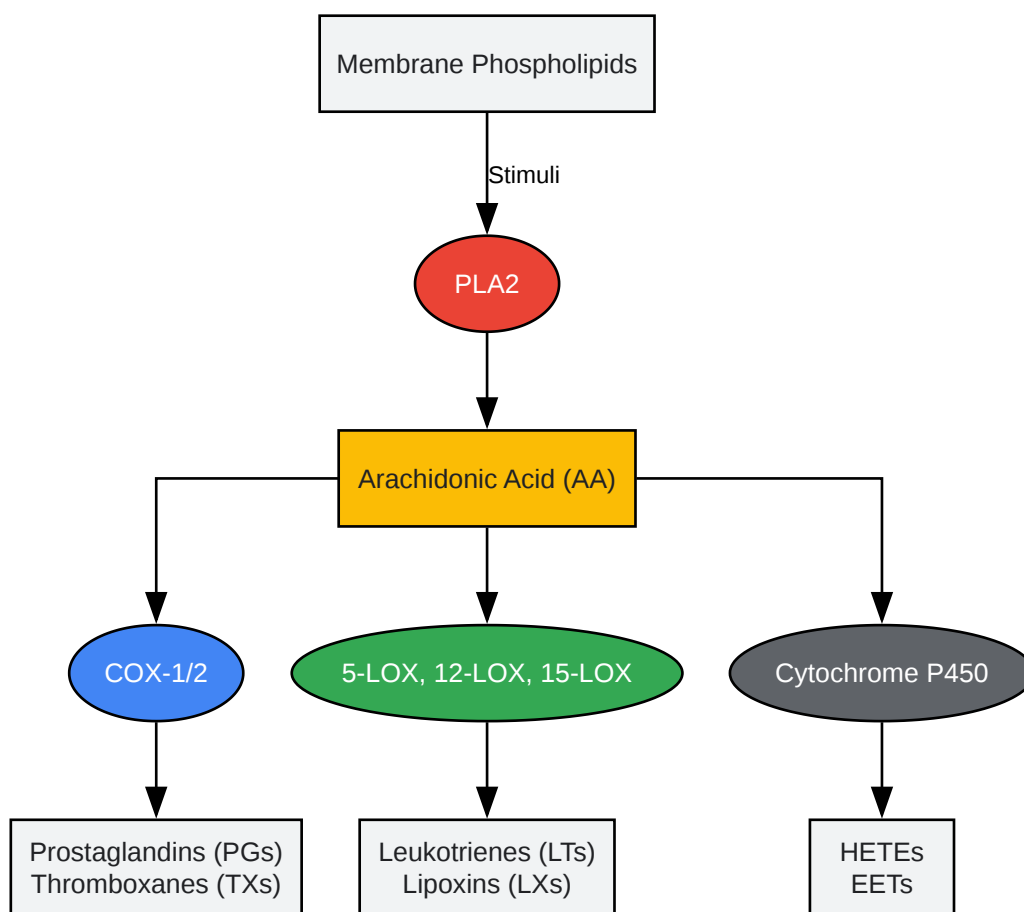 Membrane Phospholipids
Stimuli
PLA2
Arachidonic Acid (AA)
COX-1/2
5-LOX, 12-LOX, 15-LOX
Cytochrome P450
Prostaglandins (PGs)
Thromboxanes (TXs)
Leukotrienes (LTs)
Lipoxins (LXs)
HETEs
EETs